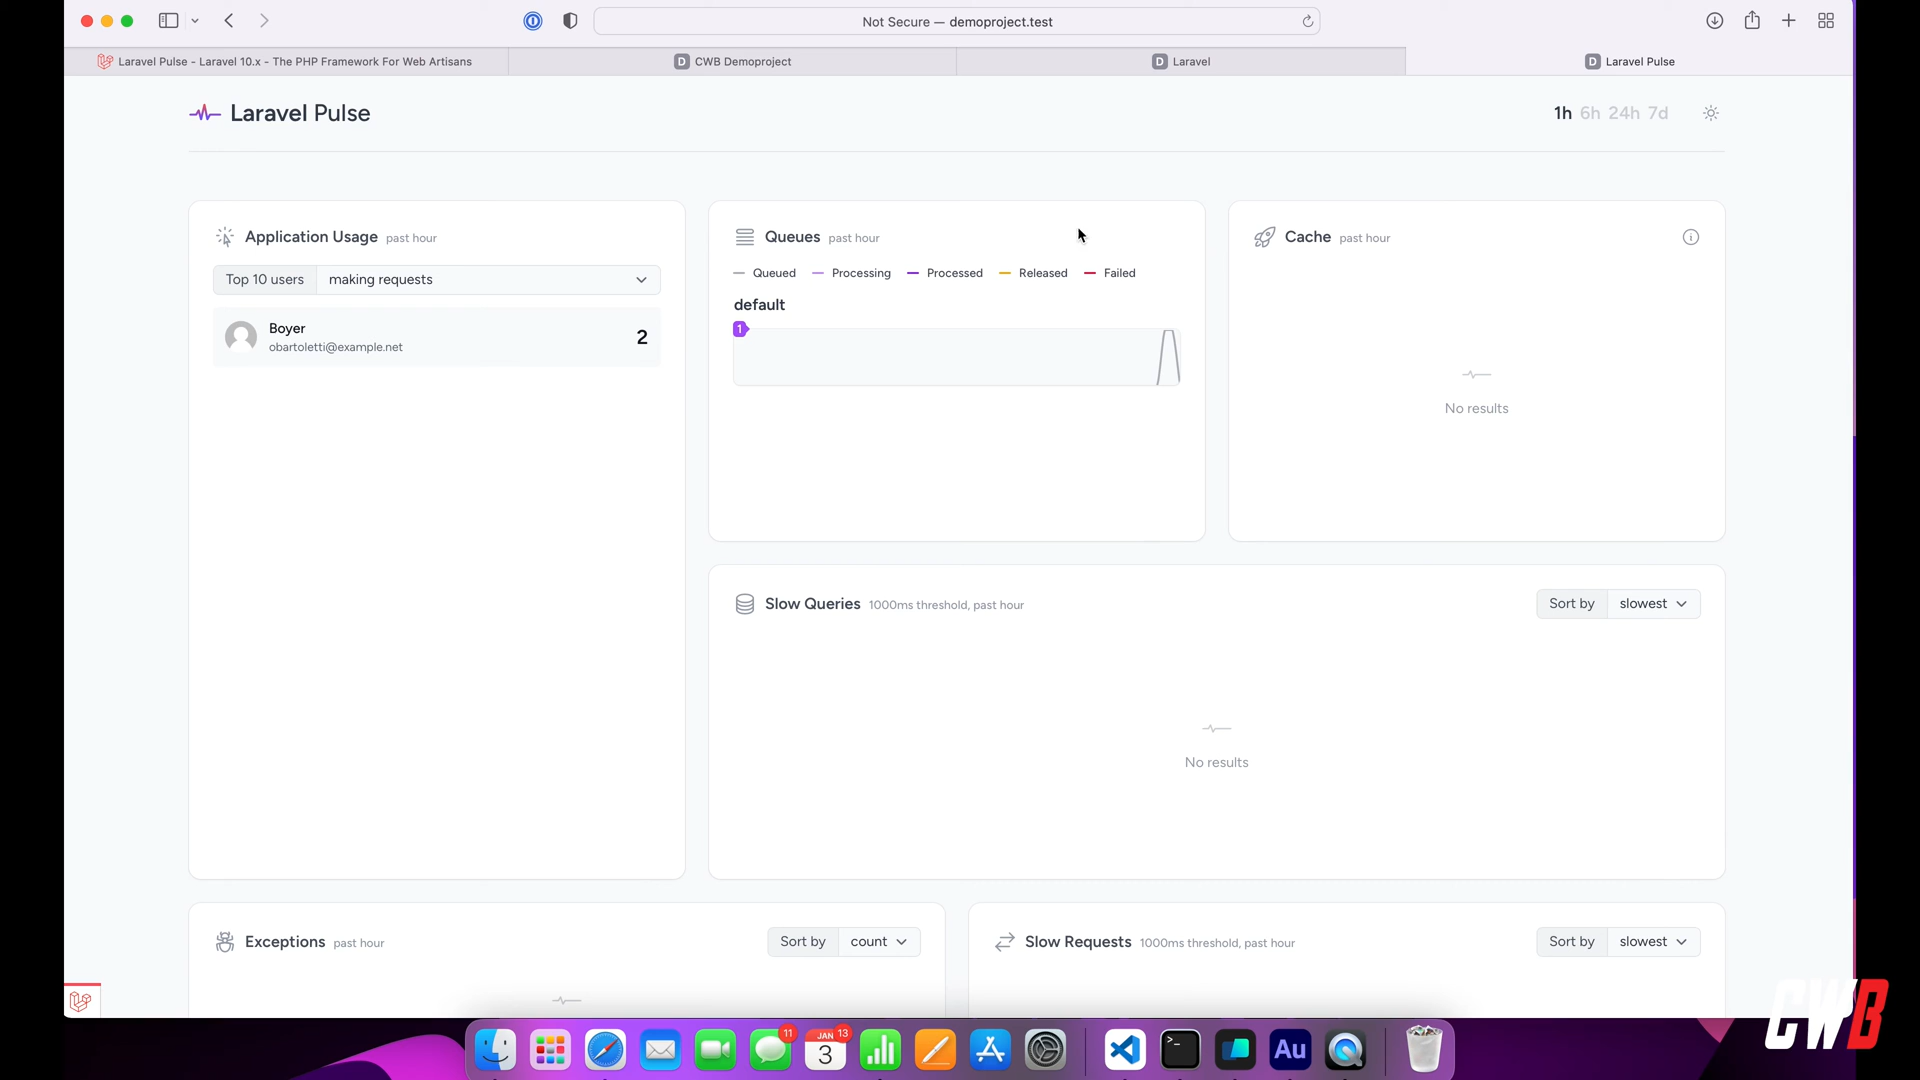 Not Secure — demoproject.test
Laravel Pulse - Laravel 10.x - The PHP Framework For Web Artisans
D CWB Demoproject
D Laravel
D Laravel Pulse
Laravel Pulse
1h 6h 24h 7d
Application Usage past hour
Top 10 users making requests
Boyer
obartoletti@example.net
2
Queues past hour
Queued Processing Processed Released Failed
default
1
Cache past hour
No results
Slow Queries 1000ms threshold, past hour
Sort by slowest
No results
Exceptions past hour
Sort by count
Slow Requests 1000ms threshold, past hour
Sort by slowest
11
JAN
13
3
Au
CWB